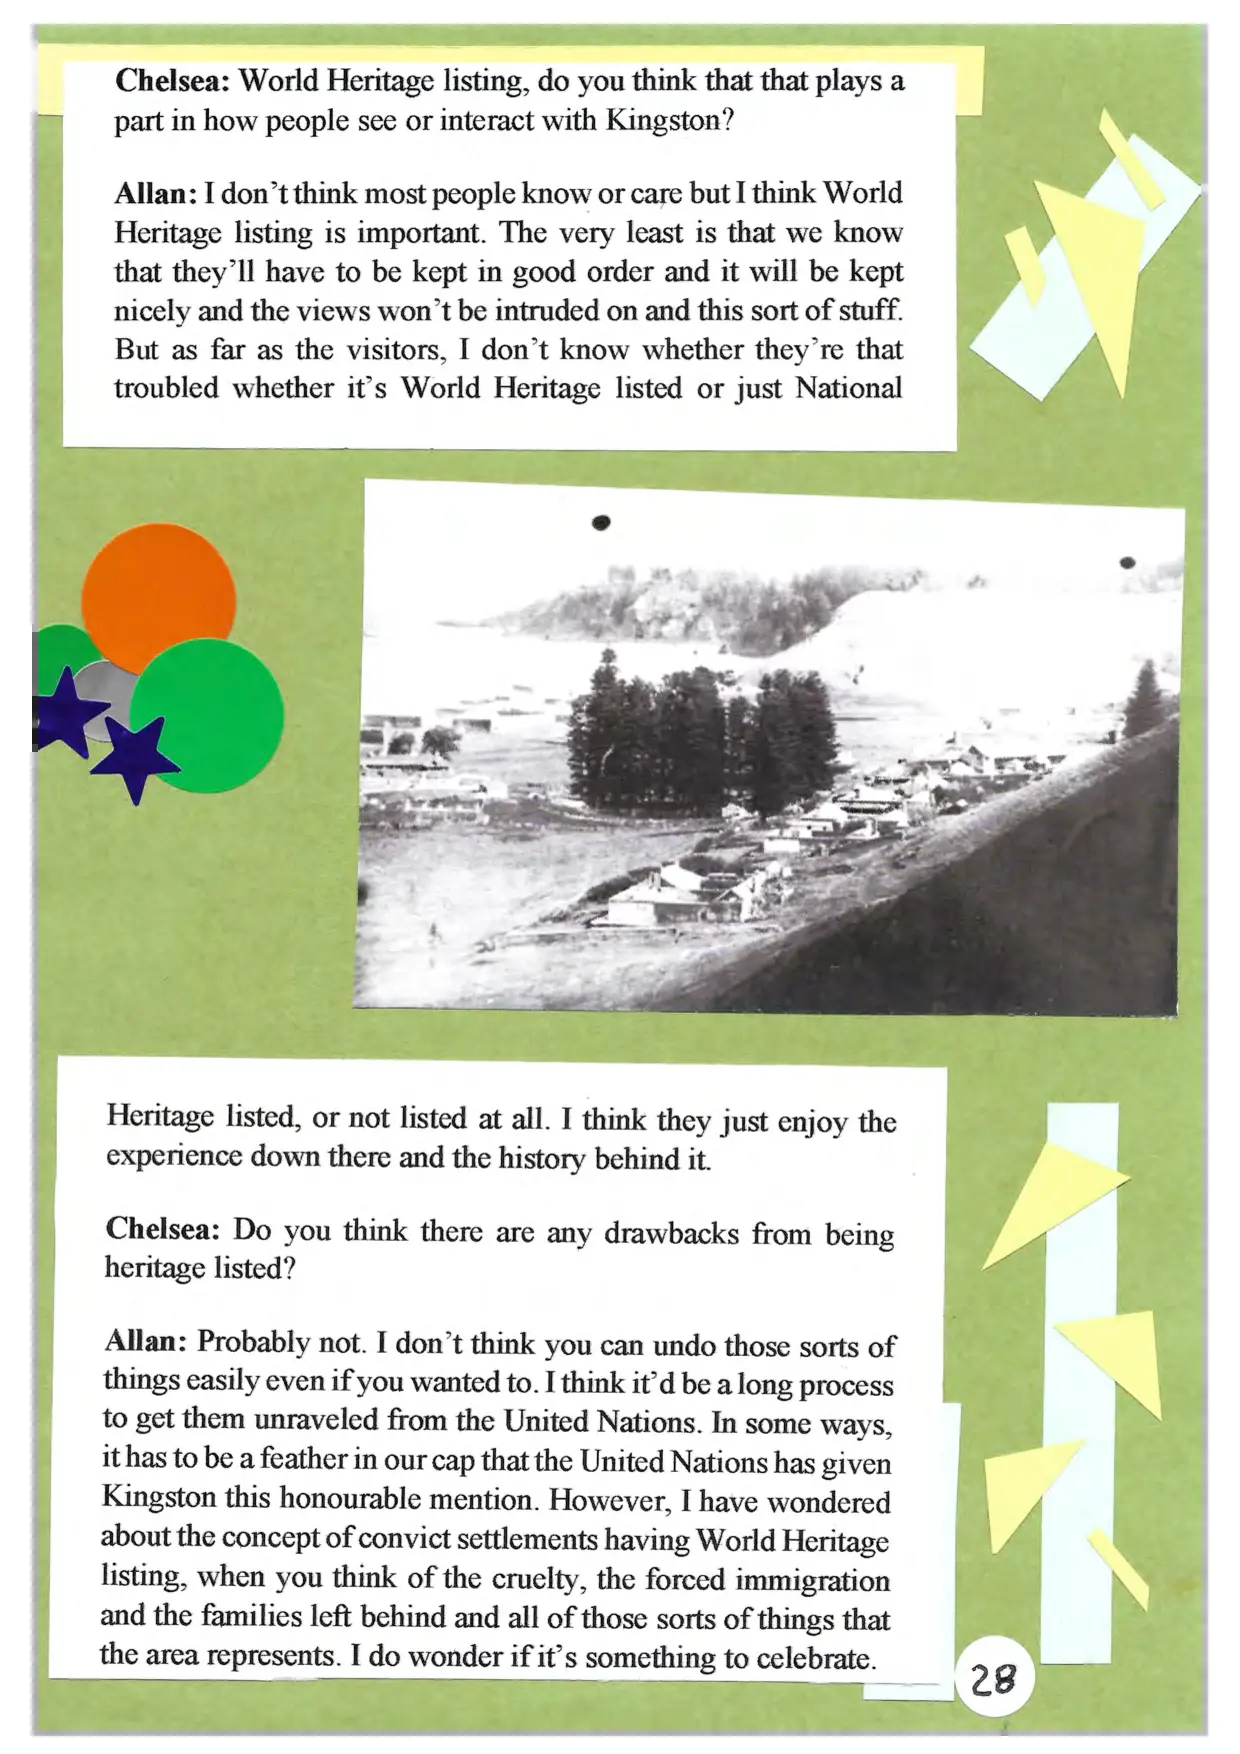 Chelsea: World Heritage listing, do you think that that plays a
part in how people see or interact with Kingston?
Allan: I don't think most people know or care but I think World
Heritage listing is important. The very least is that we know
that they'll have to be kept in good order and it will be kept
nicely and the views won't be intruded on and this sort of stuff.
But as far as the visitors, I don't know whether they're that
troubled whether it's World Heritage listed or just National
Heritage listed, or not listed at all. I think they just enjoy the
experience down there and the history behind it.
Chelsea: Do you think there are any drawbacks from being
heritage listed?
Allan: Probably not. I don't think you can undo those sorts of
things easily even if you wanted to. I think it'd be a long process
to get them unraveled from the United Nations. In some ways,
it has to be a feather in our cap that the United Nations has given
Kingston this honourable mention. However, I have wondered
about the concept of convict settlements having World Heritage
listing, when you think of the cruelty, the forced immigration
and the families left behind and all of those sorts of things that
the area represents. I do wonder if it's something to celebrate.
28